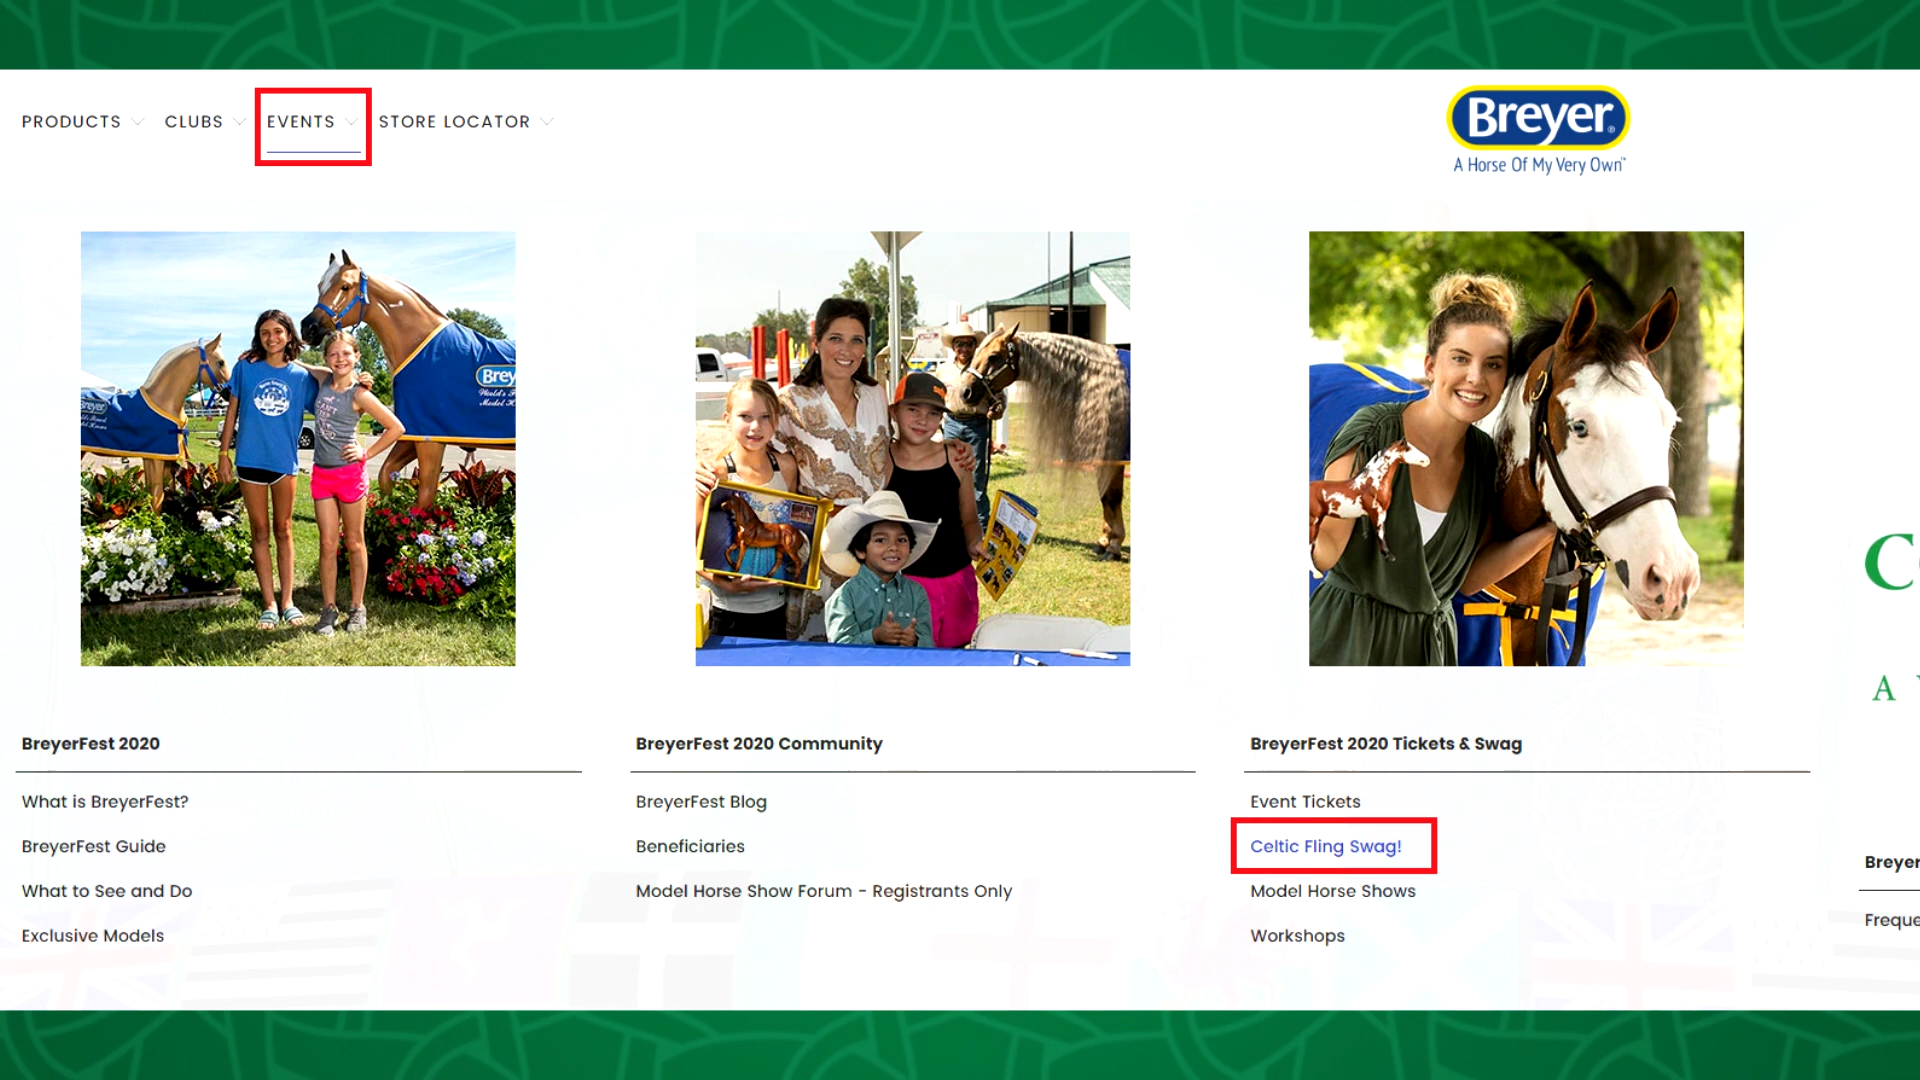 PRODUCTS
CLUBS
EVENTS
STORE LOCATOR
Breyer®
A Horse Of My Very Own™
BreyerFest 2020
What is BreyerFest?
BreyerFest Guide
What to See and Do
Exclusive Models
BreyerFest 2020 Community
BreyerFest Blog
Beneficiaries
Model Horse Show Forum - Registrants Only
BreyerFest 2020 Tickets & Swag
Event Tickets
Celtic Fling Swag!
Model Horse Shows
Workshops
A
Breyer
Freque